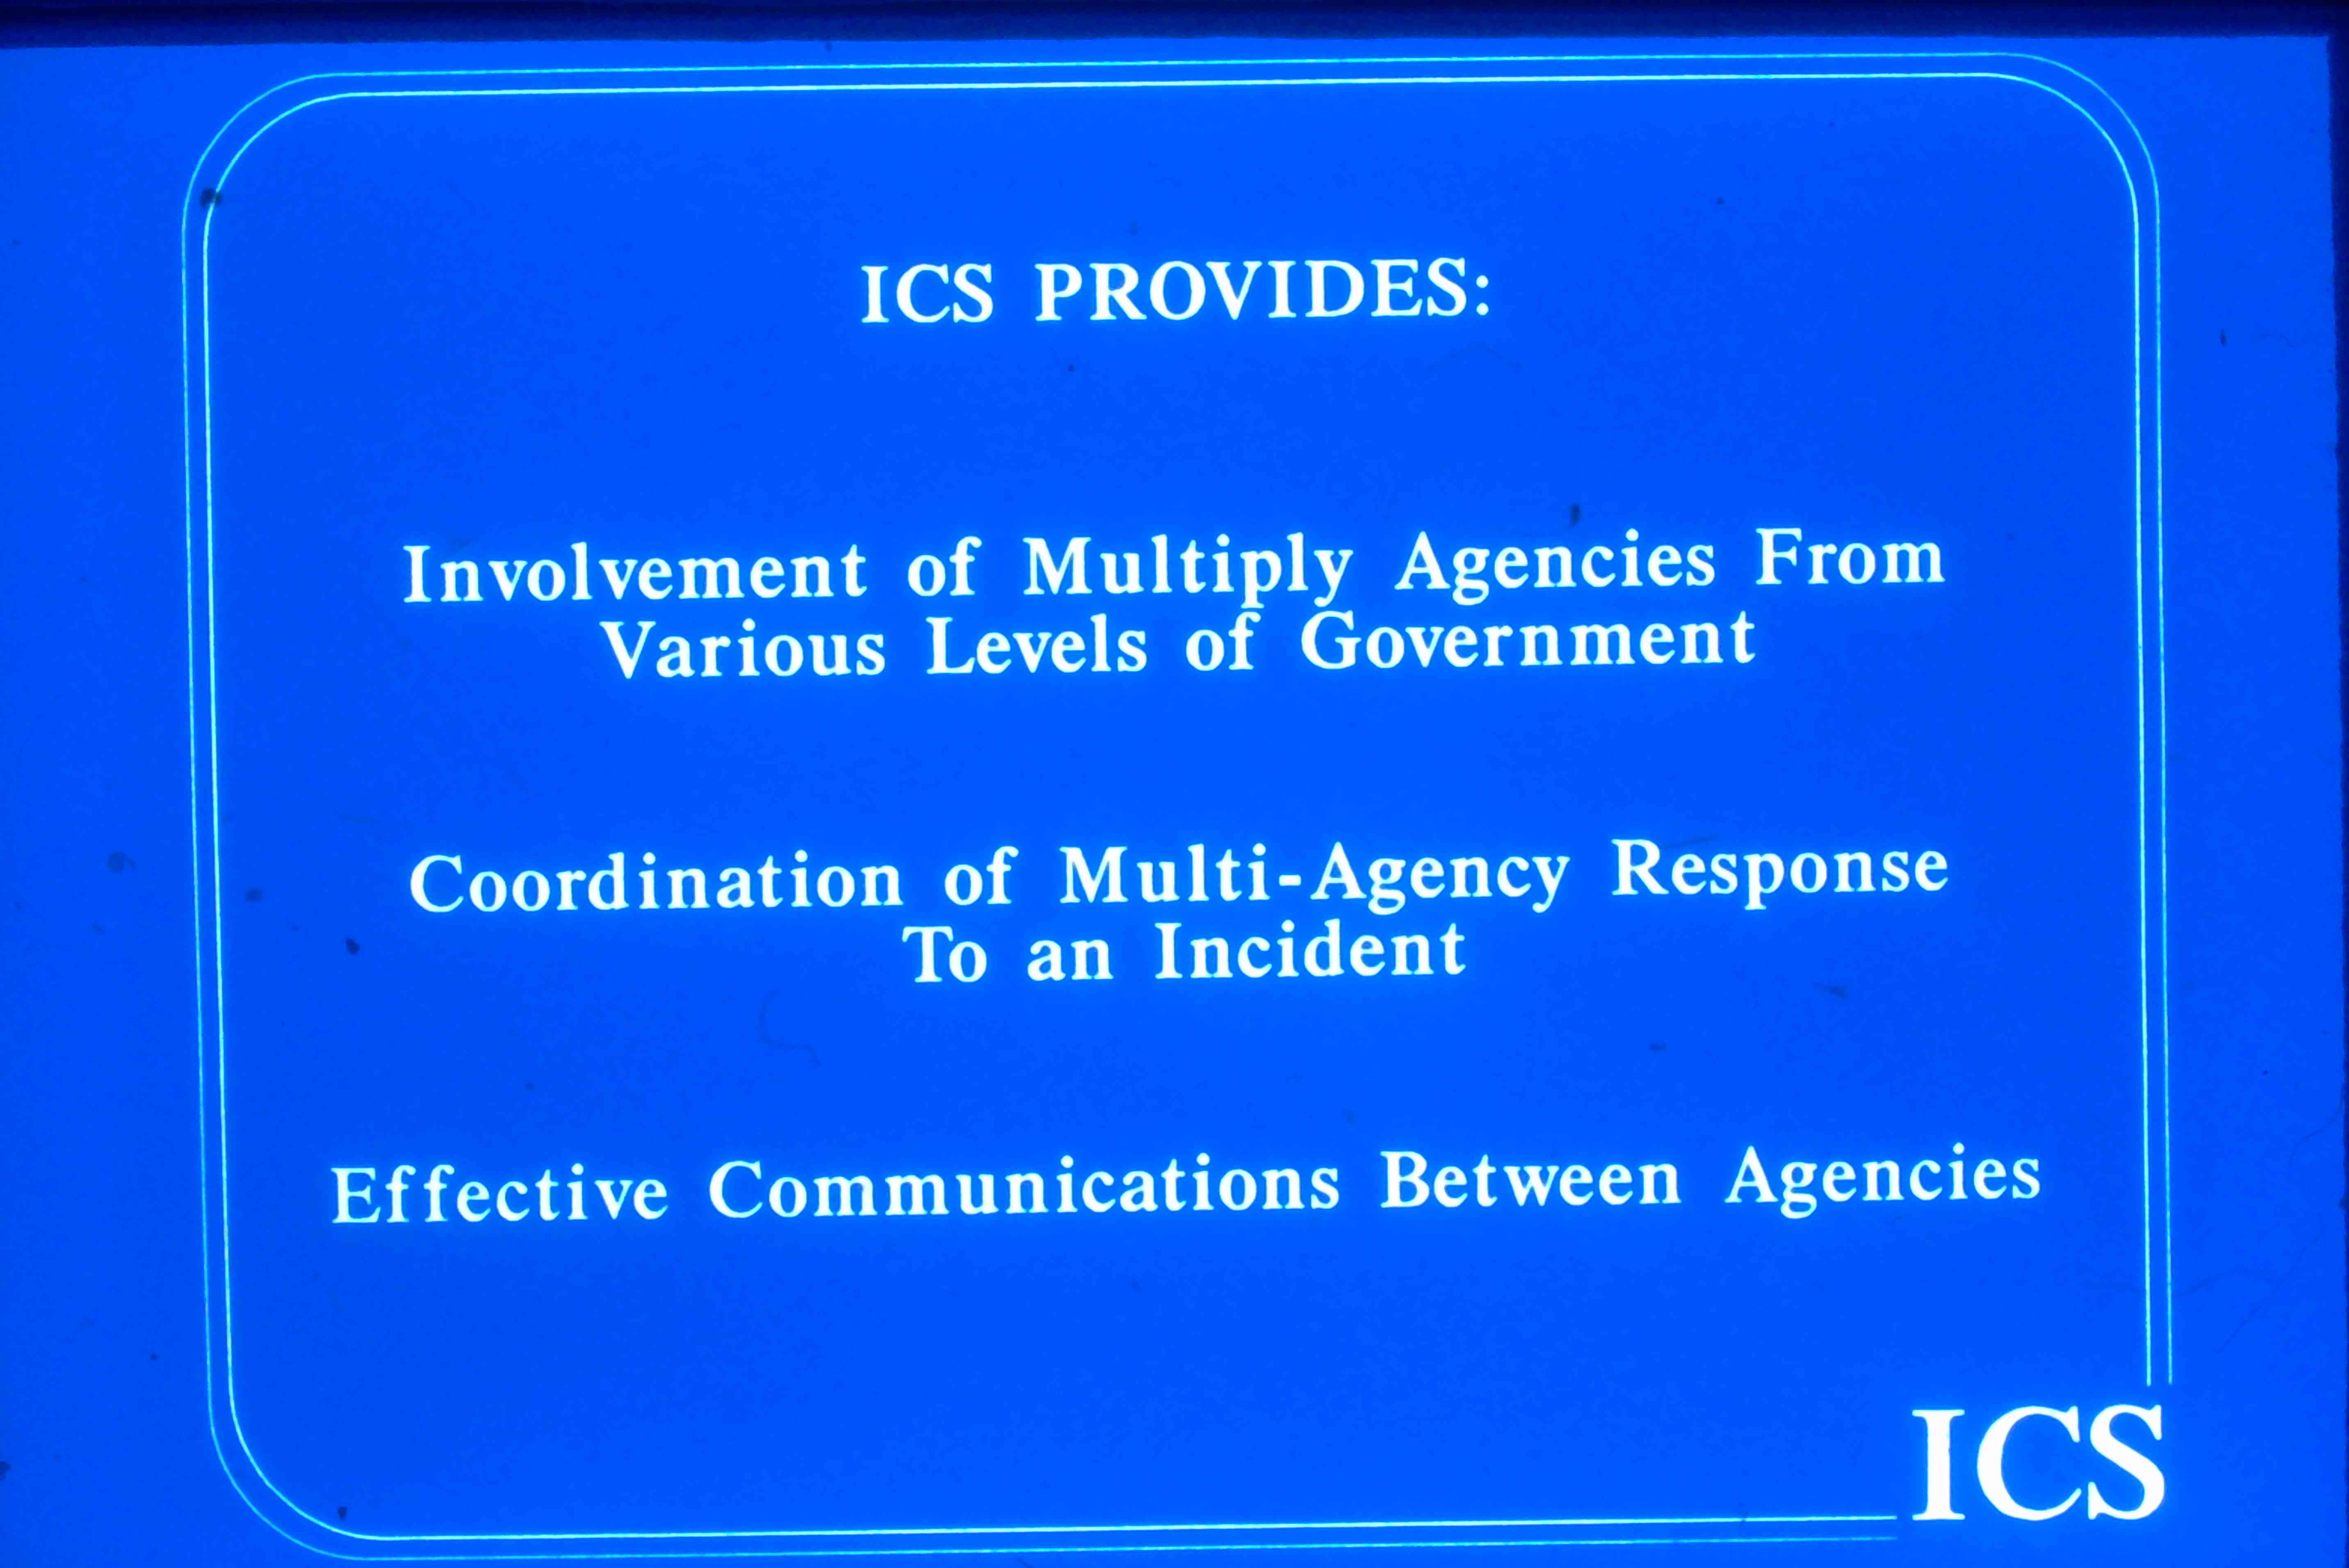 ICS PROVIDES:
Involvement of Multiply Agencies From
Various Levels of Government
Coordination of Multi-Agency Response
To an Incident
Effective Communications Between Agencies
ICS